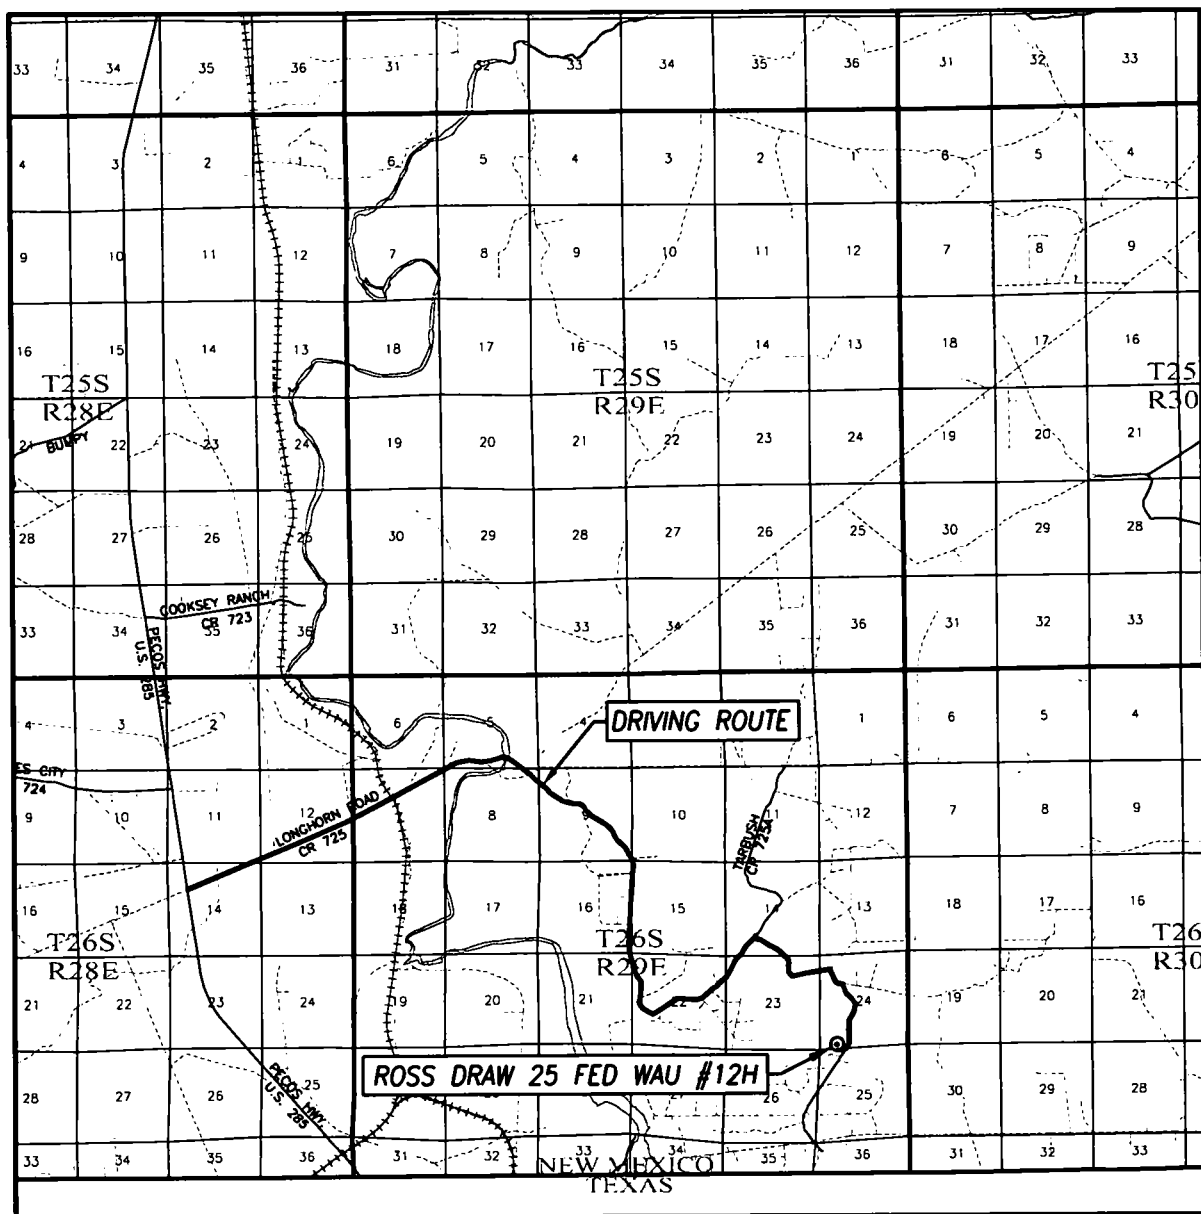 33 34 35 36 31 32 33 34 35 36 31 32 33
4 3 2 1 6 5 4 3 2 1 6 5 4
9 10 11 12 7 8 9 10 11 12 7 8 9
16 15 14 13 18 17 16 15 14 13 18 17 16
T25S T25S T25
R28E R29E R30
21 22 23 24 19 20 21 22 23 24 19 20 21
BUMPY
28 27 26 25 30 29 28 27 26 25 30 29 28
COOKSEY RANCH
CR 723
33 34 35 36 31 32 33 34 35 36 31 32 33
PECOS HWY.
U.S. 285
4 3 2 1 6 5 4 1 6 5 4
DRIVING ROUTE
ES CITY
724
9 10 11 12 8 9 10 11 12 7 8 9
LONGHORN ROAD
CR 725
TARBUSH
CR 725A
16 15 14 13 18 17 16 15 14 13 18 17 16
T26S T26S T26
R28E R29E R30
21 22 23 24 19 20 21 22 23 24 19 20 21
ROSS DRAW 25 FED WAU #12H
28 27 26 25 26 25 30 29 28
PECOS HWY
U.S. 285
33 34 35 36 31 32 33 34 35 36 31 32 33
NEW MEXICO
TEXAS